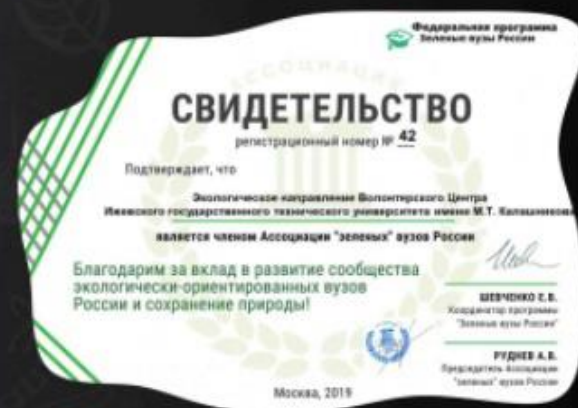 Федеральная программа
Зеленые вузы России
АССОЦИАЦИЯ
СВИДЕТЕЛЬСТВО
регистрационный номер № 42
Подтверждает, что
Экологическое направление Волонтерского Центра
Ижевского государственного технического университета имени М.Т. Калашникова
является членом Ассоциации "зеленых" вузов России
Благодарим за вклад в развитие сообщества
экологически-ориентированных вузов
России и сохранение природы!
ШЕВЧЕНКО Е.В.
Координатор программы
"Зеленые вузы России"
РУДНЕВ А.В.
Председатель Ассоциации
"зеленых" вузов России
Москва, 2019